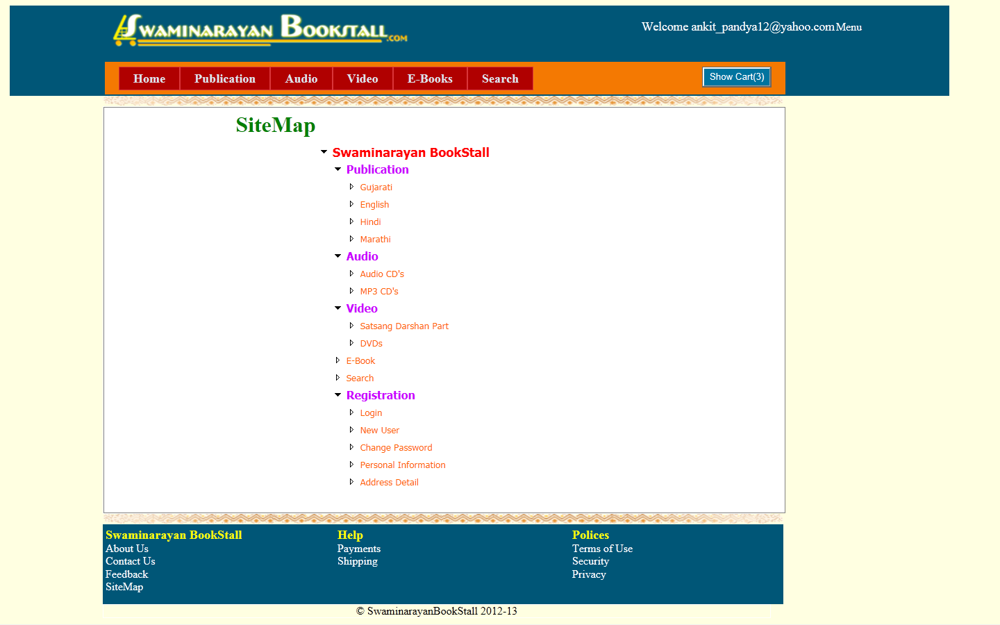 Swaminarayan Bookstall.com
Welcome ankit_pandya12@yahoo.com Menu
Home Publication Audio Video E-Books Search Show Cart(3)
SiteMap
Swaminarayan BookStall
Publication
Gujarati
English
Hindi
Marathi
Audio
Audio CD's
MP3 CD's
Video
Satsang Darshan Part
DVDs
E-Book
Search
Registration
Login
New User
Change Password
Personal Information
Address Detail
Swaminarayan BookStall
About Us
Contact Us
Feedback
SiteMap
Help
Payments
Shipping
Polices
Terms of Use
Security
Privacy
© SwaminarayanBookStall 2012-13